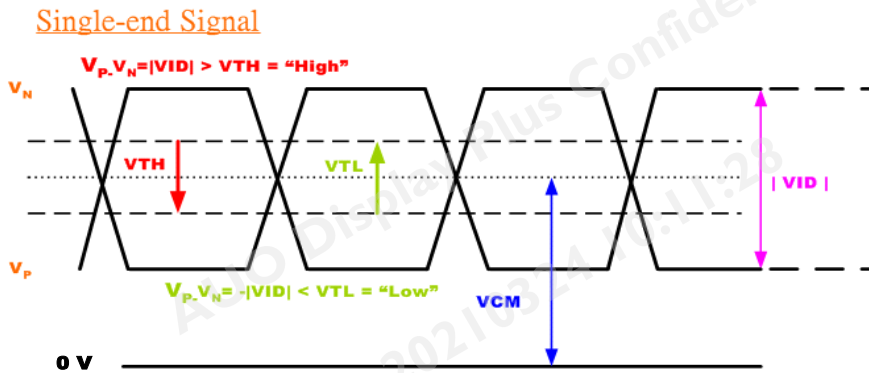 Single-end Signal
VP-VN=|VID| > VTH = “High”
VN
VTH
VTL
| VID |
VP
VP-VN= -|VID| < VTL = “Low”
VCM
0 V
AUO Display Plus Confiden
20210324 10:11:28